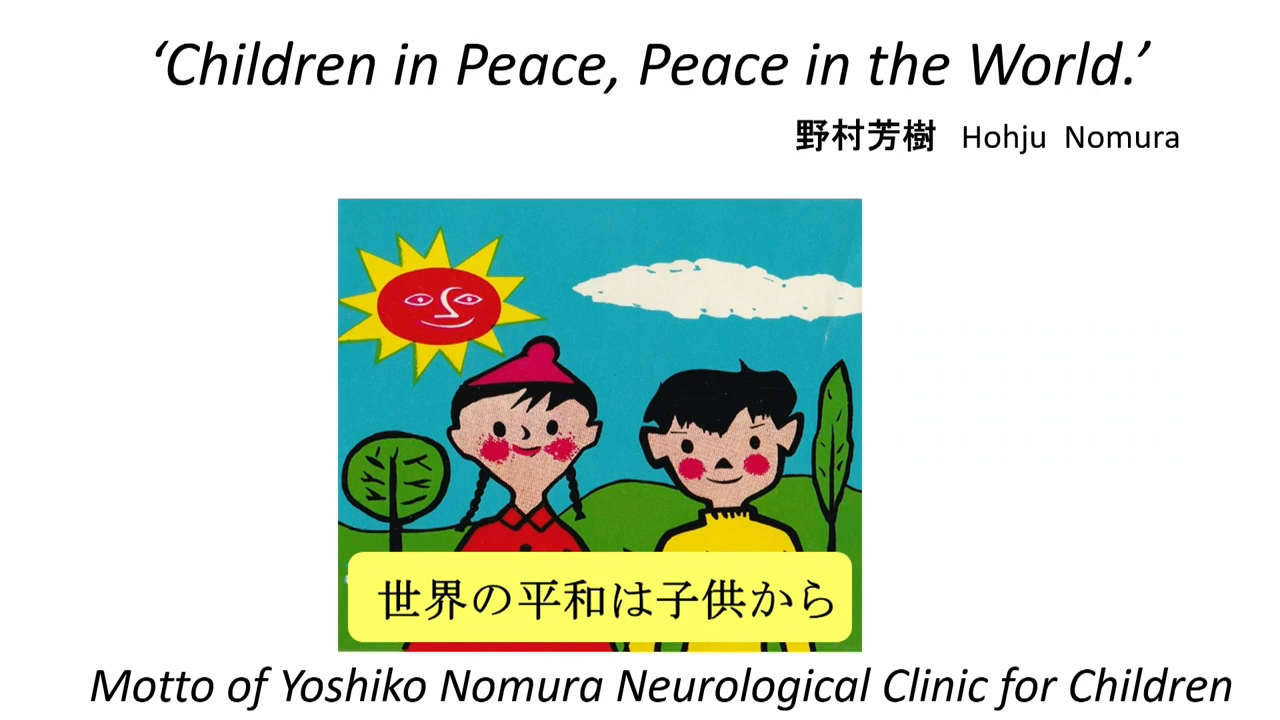 ‘Children in Peace, Peace in the World.’
野村芳樹 Hohju Nomura
世界の平和は子供から
Motto of Yoshiko Nomura Neurological Clinic for Children